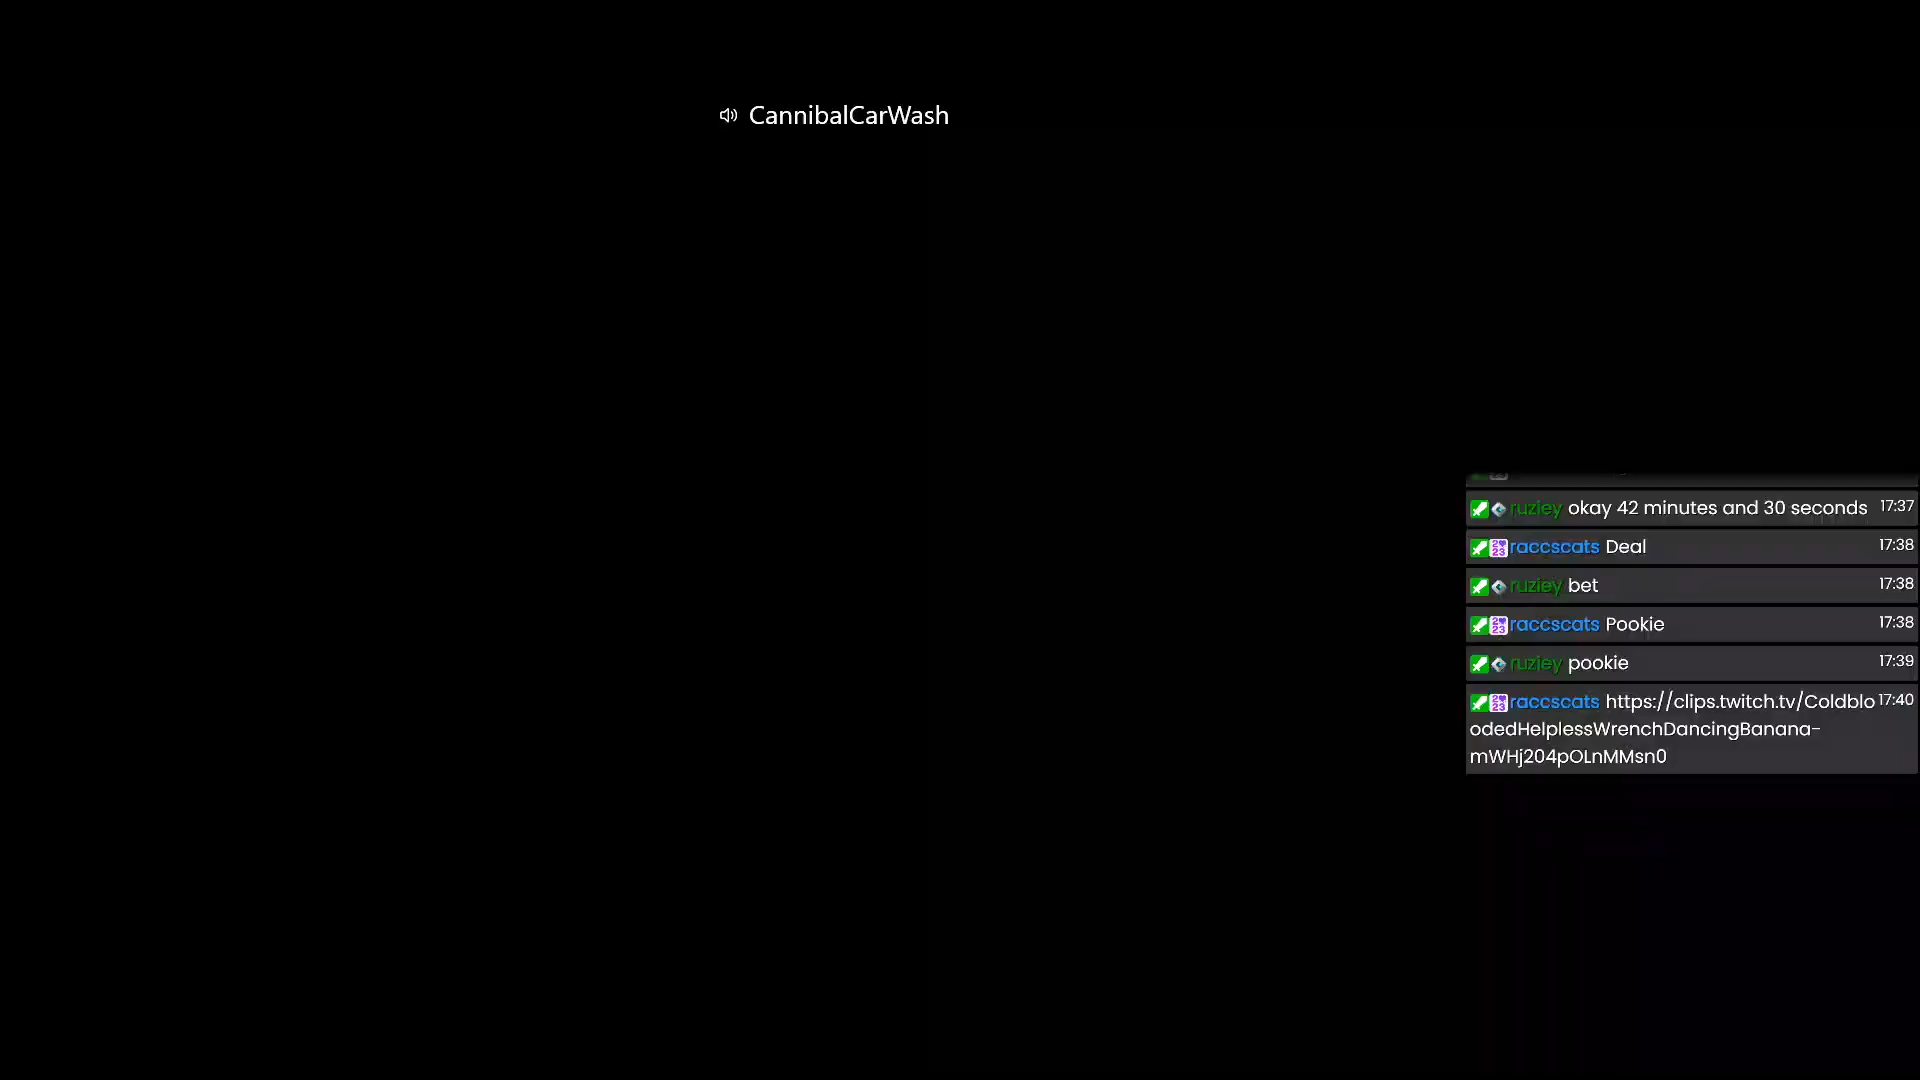 CannibalCarWash
ruziey okay 42 minutes and 30 seconds 17:37
raccscats Deal 17:38
ruziey bet 17:38
raccscats Pookie 17:38
ruziey pookie 17:39
raccscats https://clips.twitch.tv/Coldblo 17:40
odedHelplessWrenchDancingBanana-
mWHj204pOLnMMsn0